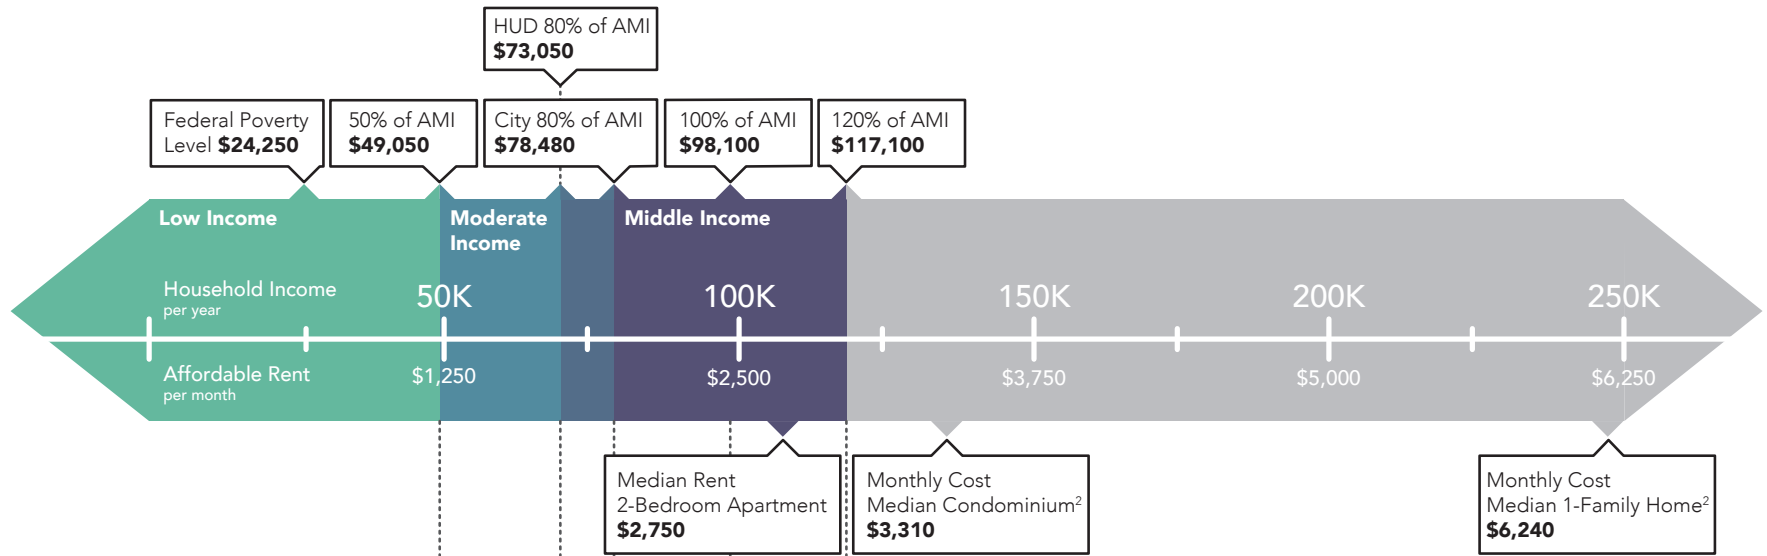 HUD 80% of AMI
$73,050
Federal Poverty
Level $24,250
50% of AMI
$49,050
City 80% of AMI
$78,480
100% of AMI
$98,100
120% of AMI
$117,100
Low Income
Moderate
Income
Middle Income
Household Income
per year
50K
100K
150K
200K
250K
Affordable Rent
per month
$1,250
$2,500
$3,750
$5,000
$6,250
Median Rent
2-Bedroom Apartment
$2,750
Monthly Cost
Median Condominium²
$3,310
Monthly Cost
Median 1-Family Home²
$6,240